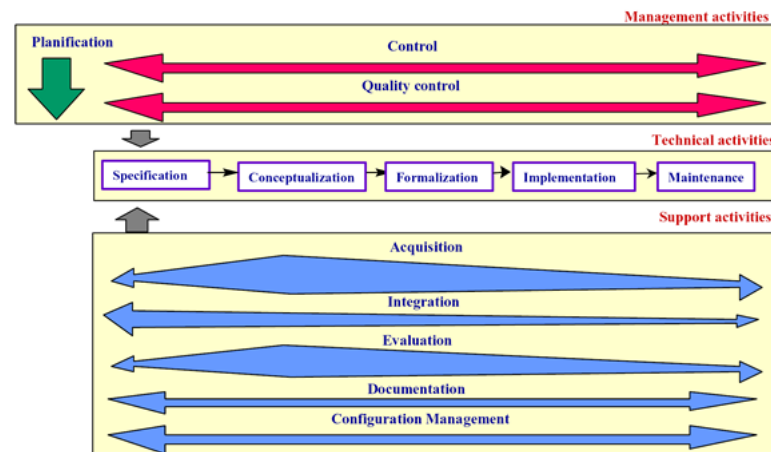 Management activities
Planification
Control
Quality control
Technical activities
Specification
Conceptualization
Formalization
Implementation
Maintenance
Support activities
Acquisition
Integration
Evaluation
Documentation
Configuration Management